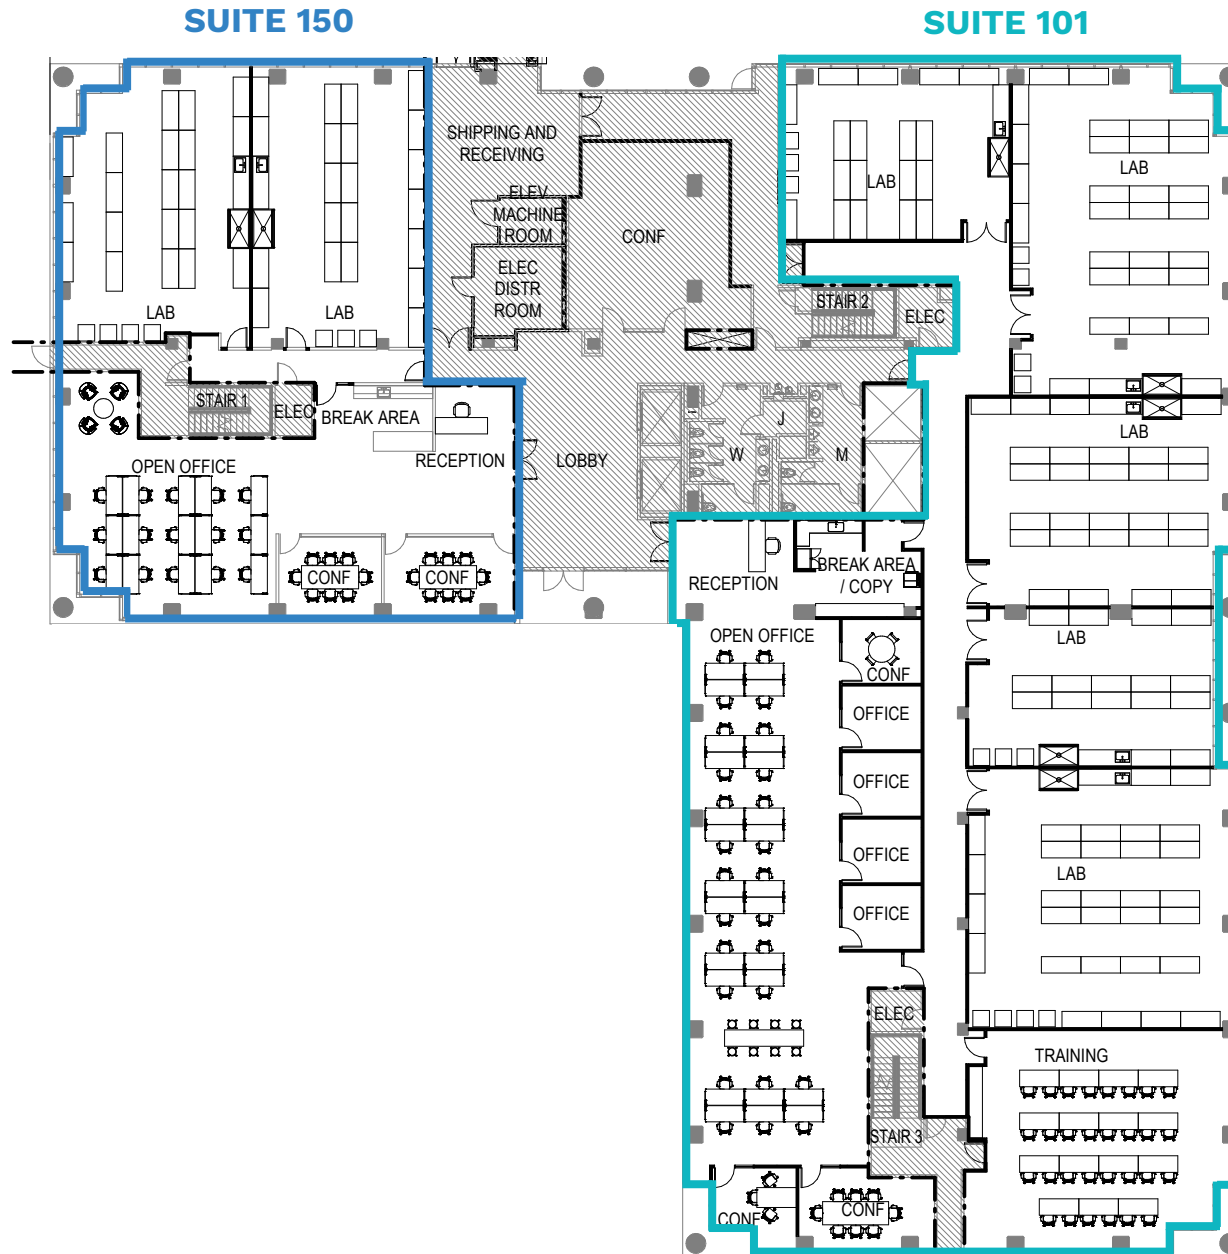 SUITE 150
SUITE 101
SHIPPING AND
RECEIVING
ELEV
MACHINE
ROOM
ELEC
DISTR
ROOM
CONF
LAB
LAB
LAB
LAB
STAIR 2
ELEC
STAIR 1
ELEC
BREAK AREA
RECEPTION
OPEN OFFICE
LOBBY
W
J
M
LAB
CONF
CONF
RECEPTION
BREAK AREA
/ COPY
OPEN OFFICE
LAB
CONF
OFFICE
OFFICE
OFFICE
OFFICE
LAB
ELEC
TRAINING
STAIR 3
CONF
CONF